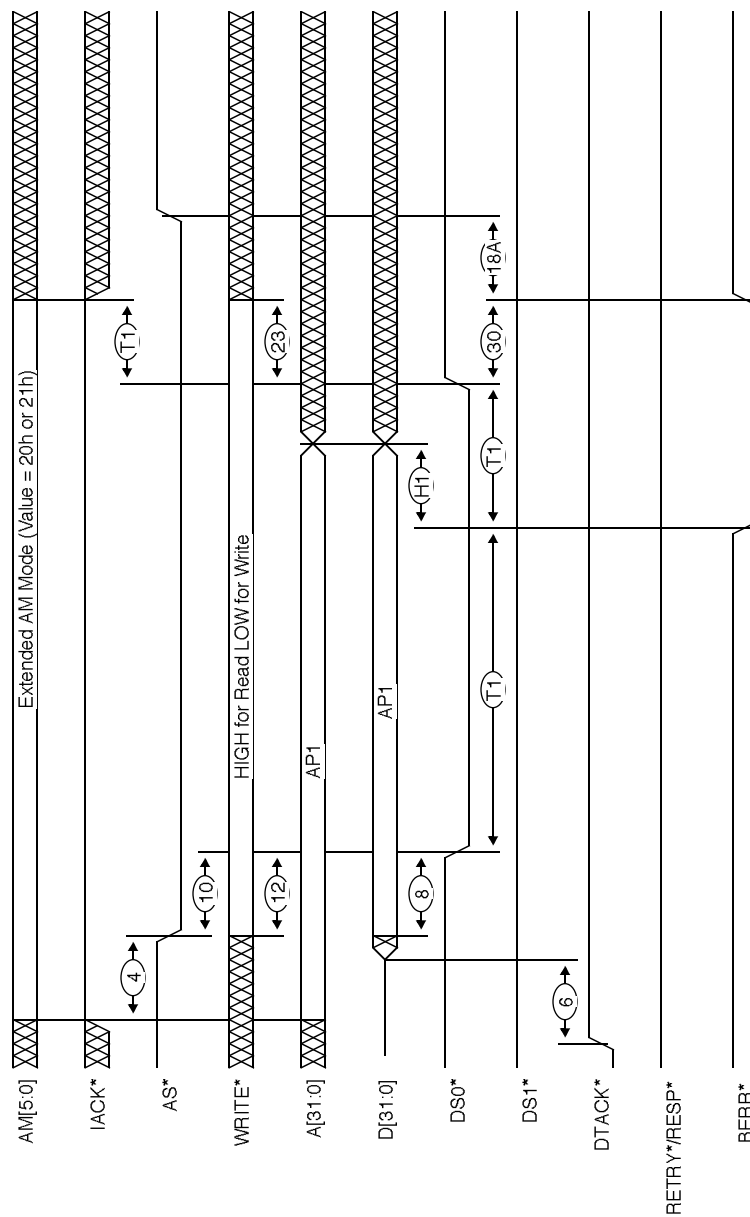 AM[5:0]
Extended AM Mode (Value = 20h or 21h)
IACK*
4
T1
AS*
10
WRITE*
HIGH for Read LOW for Write
12
23
A[31:0]
AP1
D[31:0]
AP1
8
H1
DS0*
T1
T1
30
18A
DS1*
6
DTACK*
RETRY*/RESP*